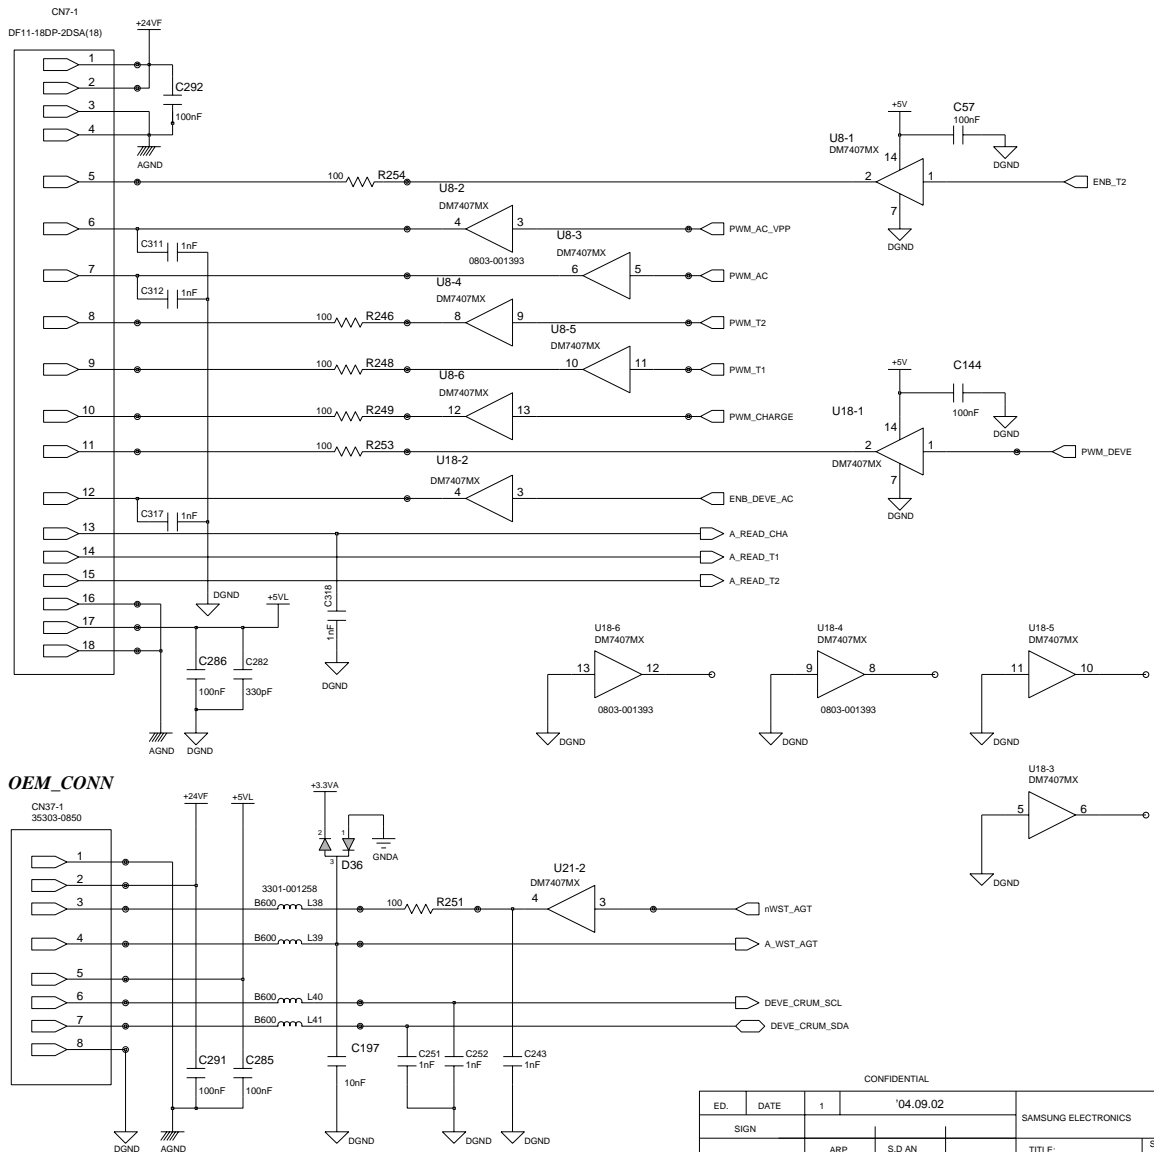 CN7-1
DF11-18DP-2DSA(18)
+24VF
1
2
3
4
5
6
7
8
9
10
11
12
13
14
15
16
17
18
C292
100nF
AGND
100
R254
U8-1
DM7407MX
+5V
C57
100nF
DGND
14
2
1
7
DGND
ENB_T2
U8-2
DM7407MX
4
3
0803-001393
PWM_AC_VPP
C311
1nF
U8-3
DM7407MX
6
5
PWM_AC
C312
1nF
U8-4
DM7407MX
100
R246
8
9
PWM_T2
U8-5
DM7407MX
100
R248
10
11
PWM_T1
U8-6
DM7407MX
100
R249
12
13
PWM_CHARGE
+5V
C144
100nF
DGND
U18-1
14
2
1
DM7407MX
7
DGND
PWM_DEVE
100
R253
U18-2
DM7407MX
4
3
ENB_DEVE_AC
C317
1nF
A_READ_CHA
A_READ_T1
A_READ_T2
DGND
+5VL
C318
1nF
DGND
C286
100nF
C282
330pF
AGND
DGND
U18-6
DM7407MX
13
12
0803-001393
DGND
U18-4
DM7407MX
9
8
0803-001393
DGND
U18-5
DM7407MX
11
10
DGND
U18-3
DM7407MX
5
6
DGND
OEM_CONN
CN37-1
35303-0850
1
2
3
4
5
6
7
8
+24VF
+5VL
+3.3VA
2
1
3
D36
GNDA
3301-001258
B600
L38
100
R251
U21-2
DM7407MX
4
3
nWST_AGT
B600
L39
A_WST_AGT
B600
L40
DEVE_CRUM_SCL
B600
L41
DEVE_CRUM_SDA
C291
100nF
C285
100nF
C197
10nF
C251
1nF
C252
1nF
C243
1nF
DGND
AGND
DGND
DGND
DGND
CONFIDENTIAL
ED.
DATE
1
'04.09.02
SAMSUNG ELECTRONICS
SIGN
ARP
S.D AN
TITLE:
S